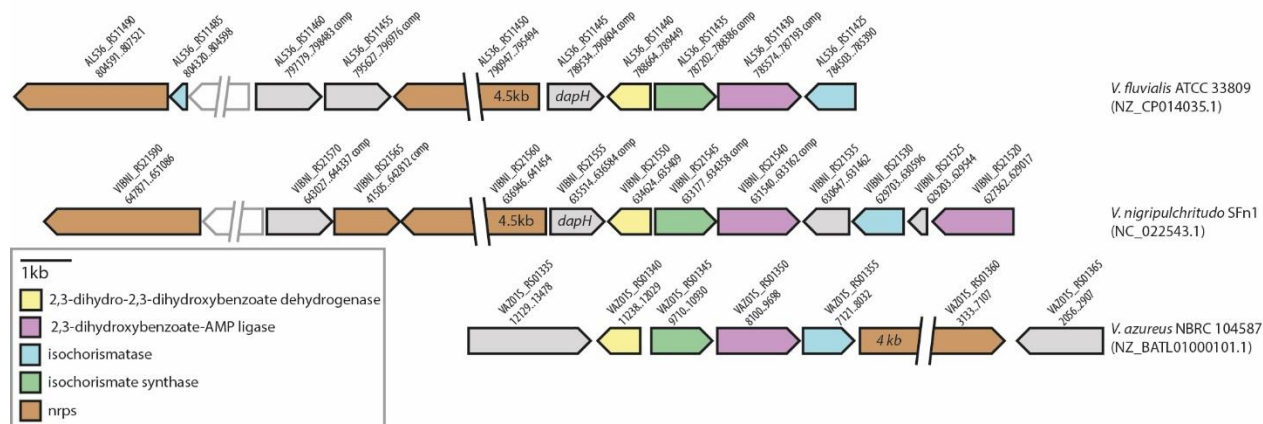 AL536_RS11490
804591..807521
AL536_RS11485
804320..804598
AL536_RS11460
797179..798483 comp
AL536_RS11455
795627..796976 comp
AL536_RS11450
790947..795494
AL536_RS11445
789534..790604 comp
AL536_RS11440
788664..789449
AL536_RS11435
787202..788386 comp
AL536_RS11430
785574..787193 comp
AL536_RS11425
784503..785390
4.5kb
dapH
V. fluvialis ATCC 33809
(NZ_CP014035.1)
VIBNI_RS21590
647871..651086
VIBNI_RS21570
643027..644337 comp
VIBNI_RS21565
41505..642812 comp
VIBNI_RS21560
636946..641454
VIBNI_RS21555
635514..636584 comp
VIBNI_RS21550
634624..635409
VIBNI_RS21545
633177..634358 comp
VIBNI_RS21540
631540..633162 comp
VIBNI_RS21535
630647..631462
VIBNI_RS21530
629703..630596
VIBNI_RS21525
629203..629544
VIBNI_RS21520
627362..629017
4.5kb
dapH
V. nigripulchritudo SFn1
(NC_022543.1)
VAZ01S_RS01335
12129..13478
VAZ01S_RS01340
11238..12029
VAZ01S_RS01345
9710..10930
VAZ01S_RS01350
8100..9698
VAZ01S_RS01355
7121..8032
VAZ01S_RS01360
3133..7107
VAZ01S_RS01365
2056..2907
4 kb
V. azureus NBRC 104587
(NZ_BATL01000101.1)
1kb
2,3-dihydro-2,3-dihydroxybenzoate dehydrogenase
2,3-dihydroxybenzoate-AMP ligase
isochorismatase
isochorismate synthase
nrps